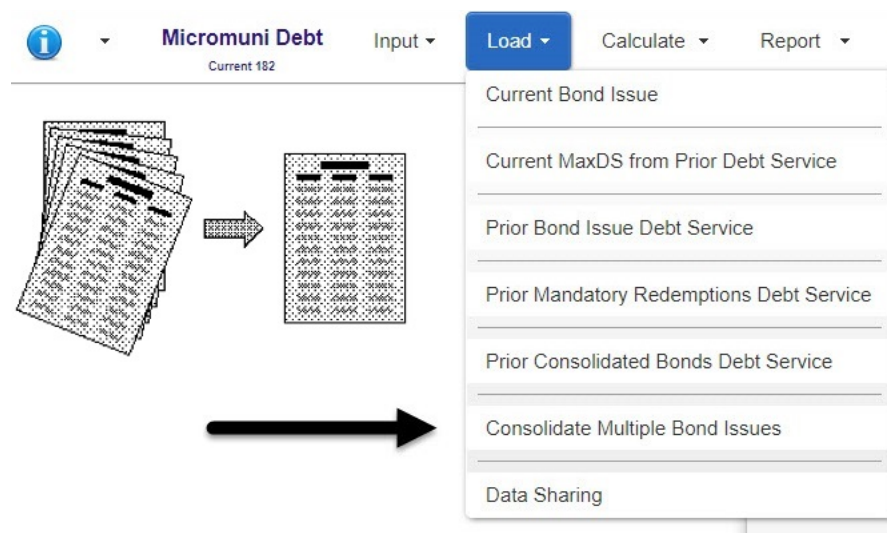 Micromuni Debt
Current 182
Input
Load
Calculate
Report
Current Bond Issue
Current MaxDS from Prior Debt Service
Prior Bond Issue Debt Service
Prior Mandatory Redemptions Debt Service
Prior Consolidated Bonds Debt Service
Consolidate Multiple Bond Issues
Data Sharing